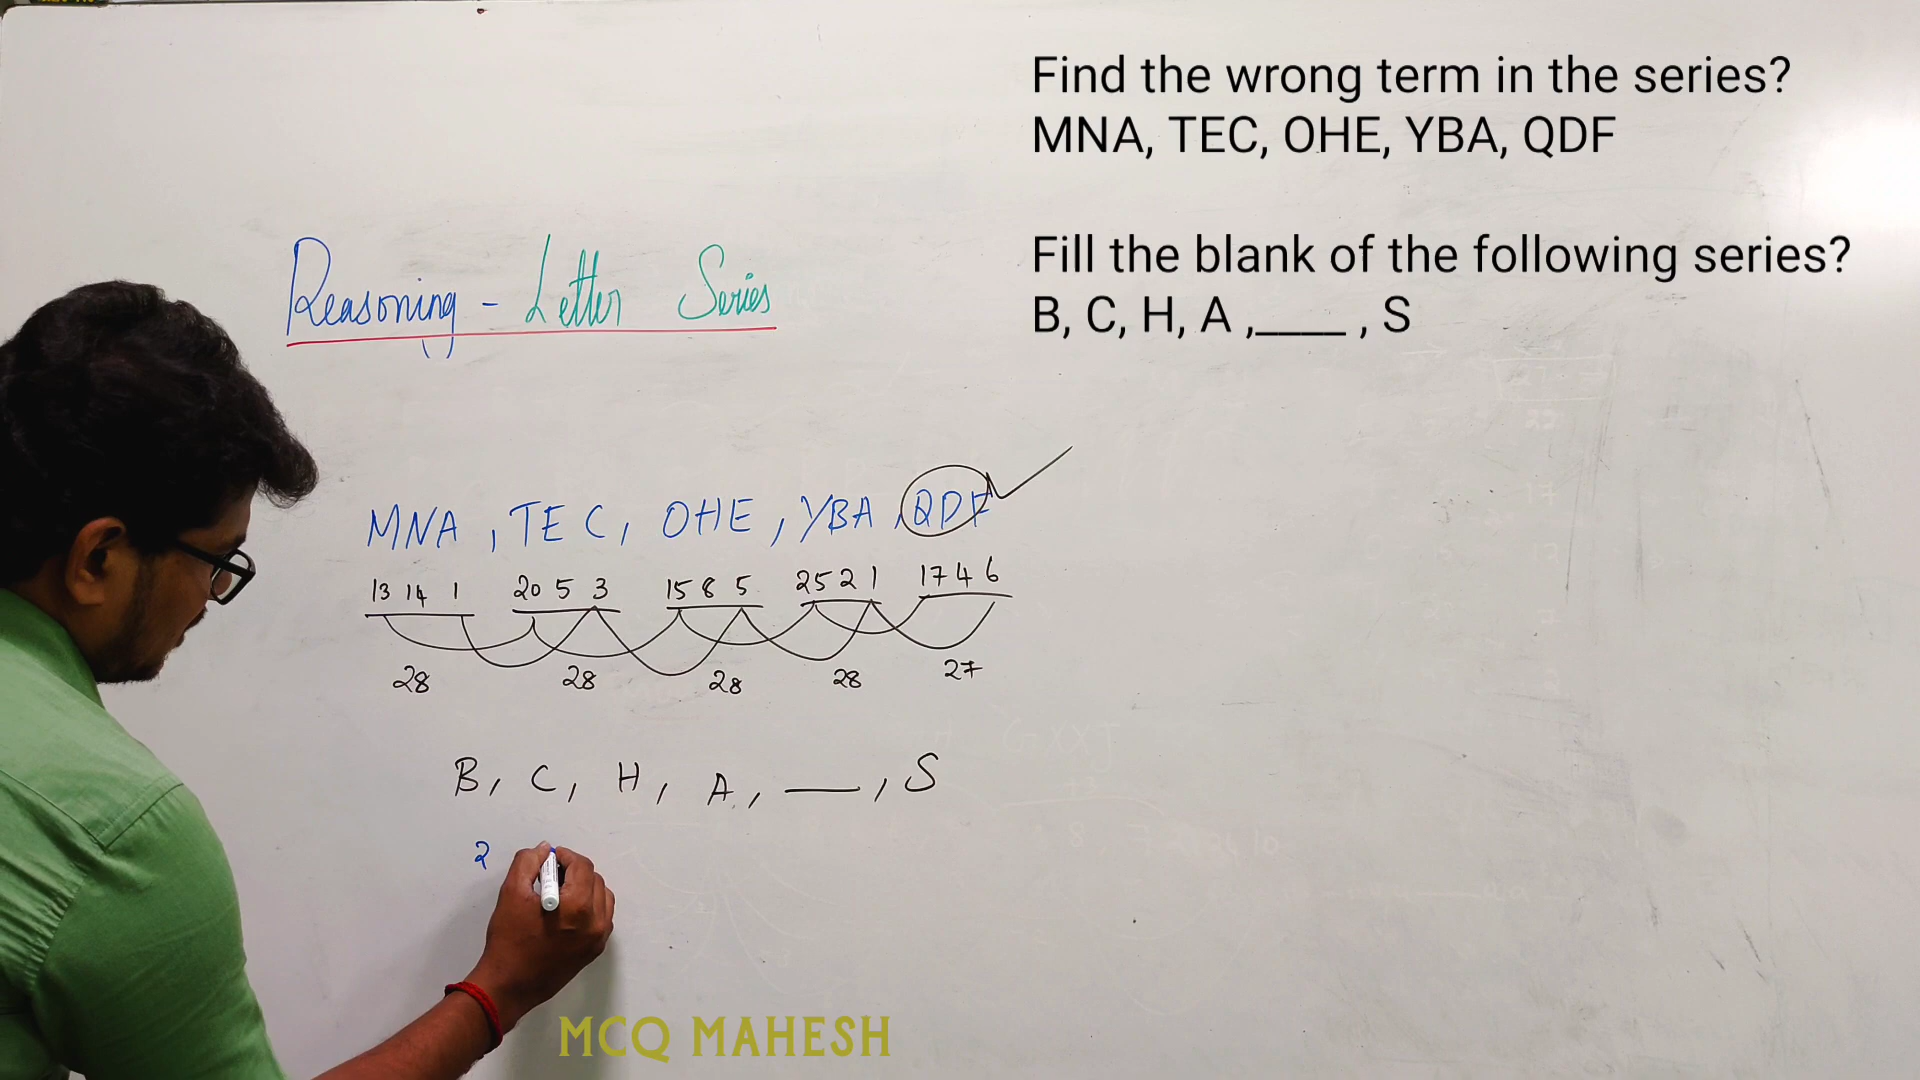 Find the wrong term in the series?
MNA, TEC, OHE, YBA, QDF
Fill the blank of the following series?
B, C, H, A ,____ , S
Reasoning - Letter Series
MNA , TEC, OHE , YBA , QDF
13 14 1 20 5 3 15 8 5 25 2 1 17 4 6
28 28 28 28 27
B, C, H, A, ___, S
2
MCQ MAHESH